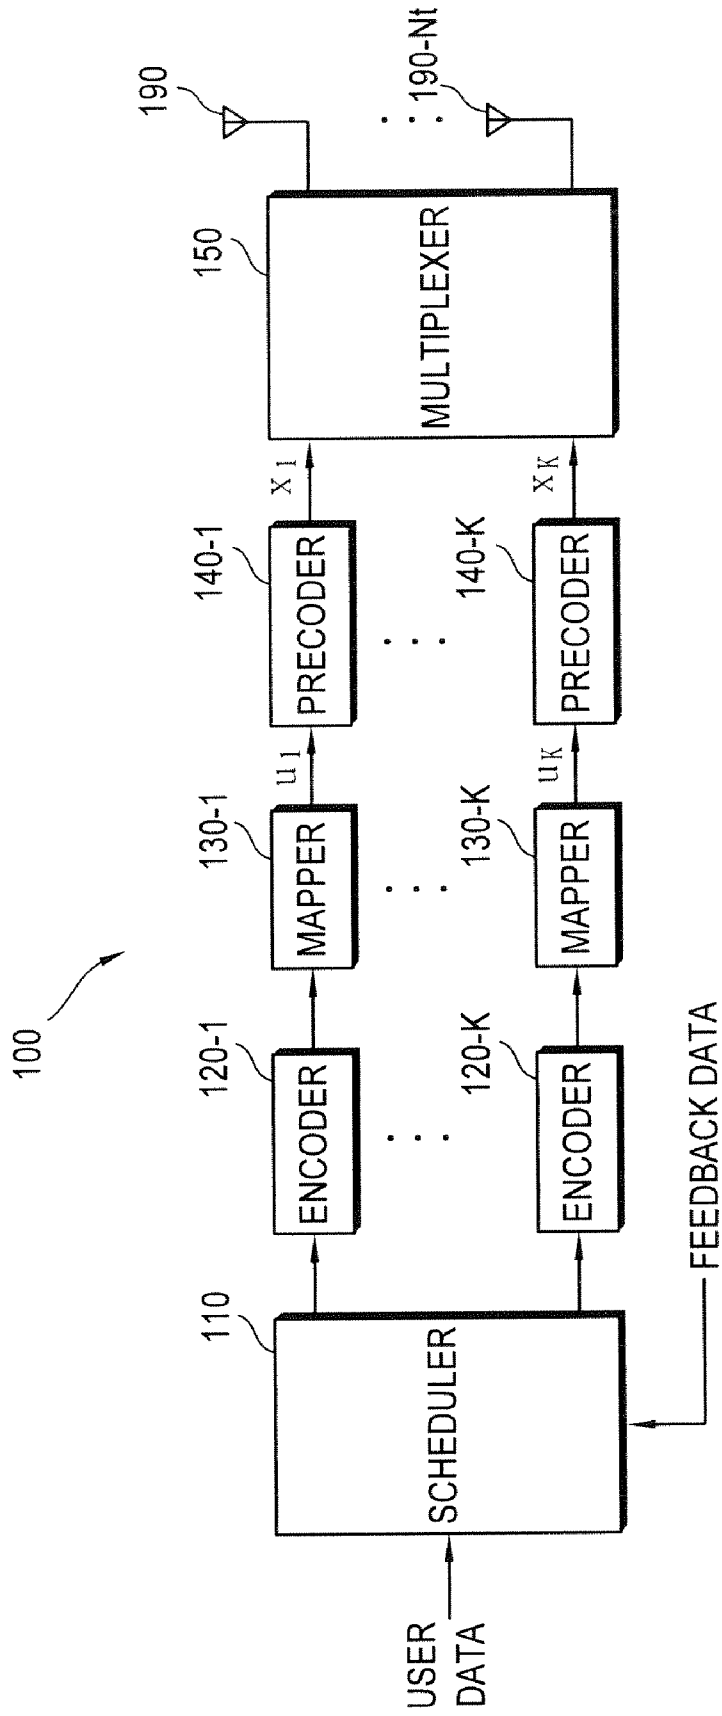 100
USER
DATA
SCHEDULER
110
FEEDBACK DATA
ENCODER
120-1
MAPPER
130-1
u1
PRECODER
140-1
x1
. . .
. . .
. . .
ENCODER
120-K
MAPPER
130-K
uK
PRECODER
140-K
xK
MULTIPLEXER
150
190
. . .
190-Nt